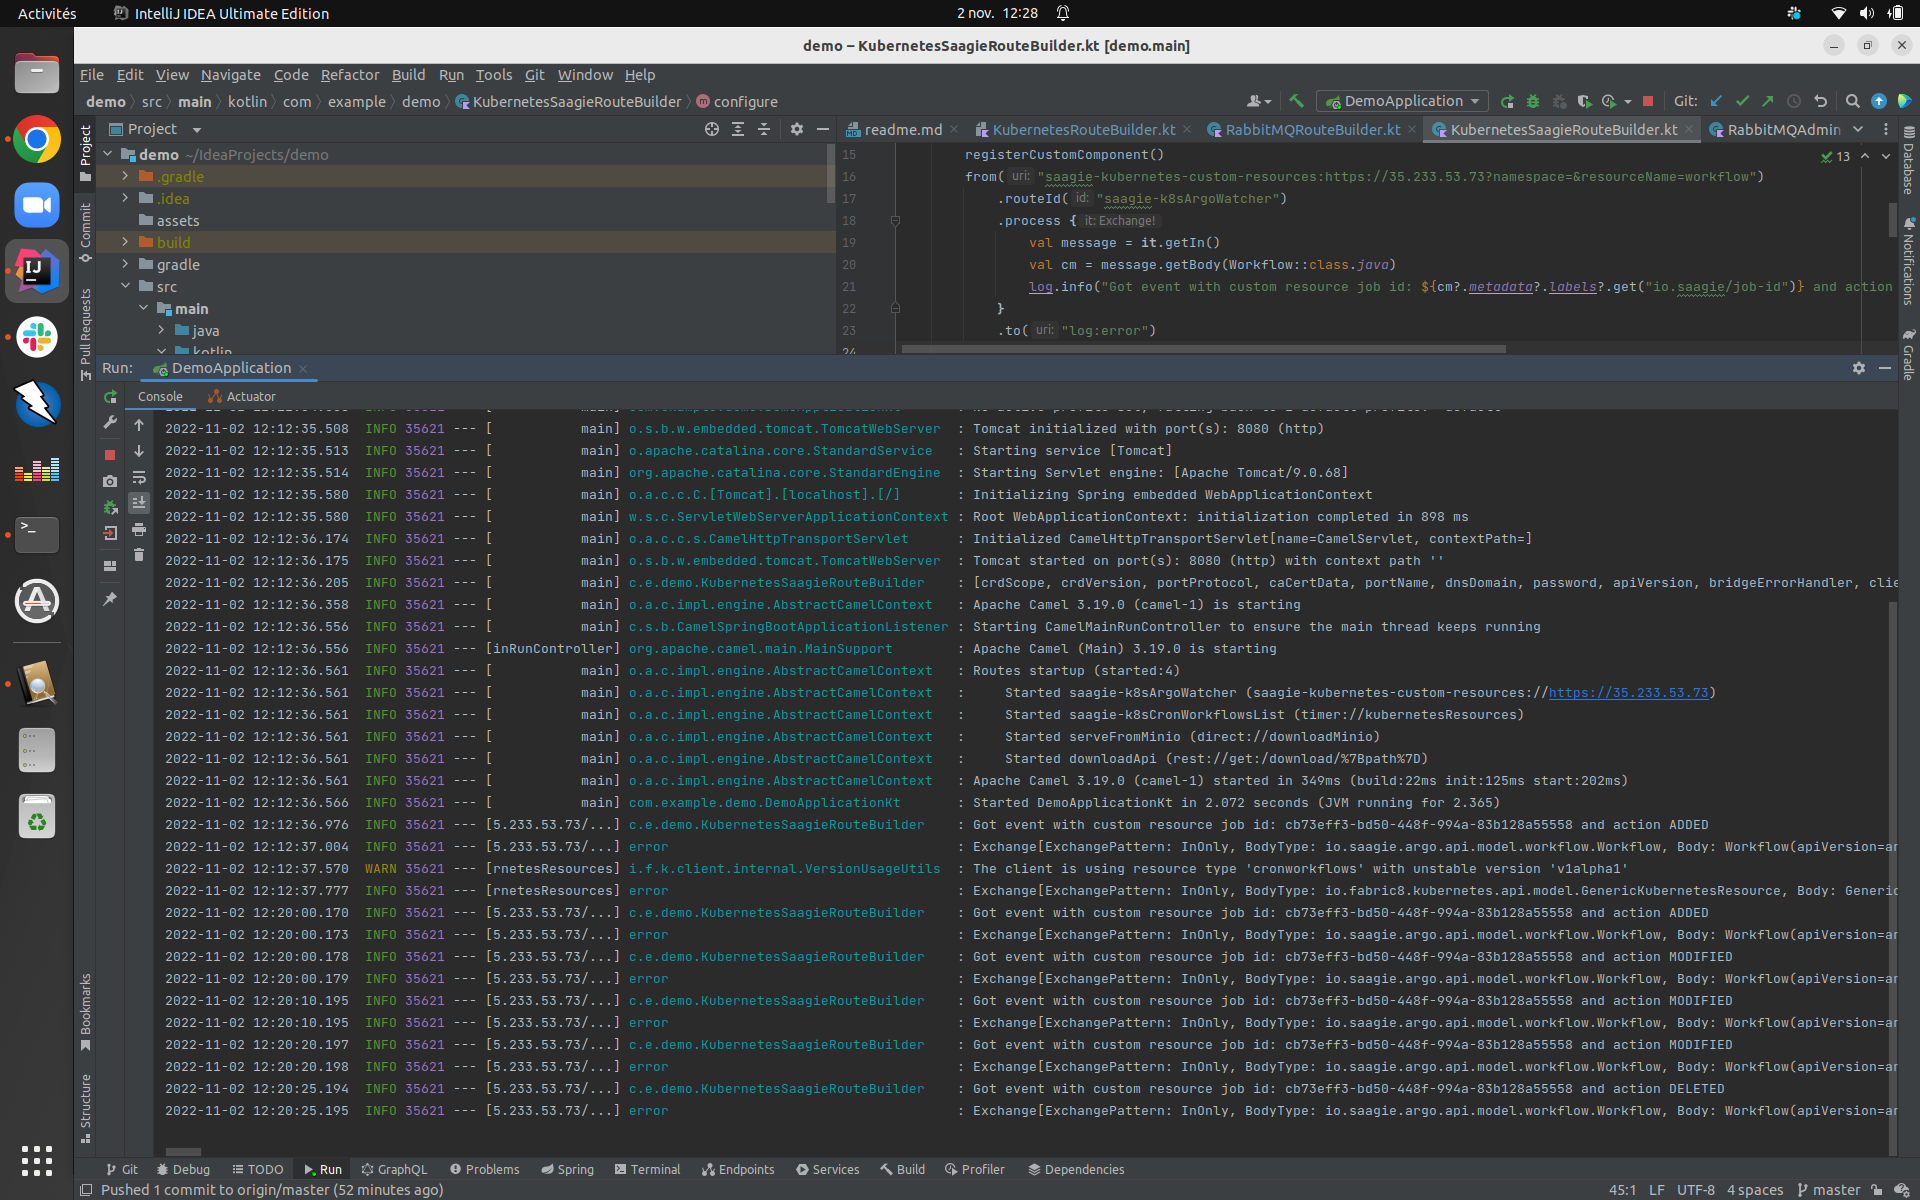 Activités
IntelliJ IDEA Ultimate Edition
2 nov.  12:28
demo – KubernetesSaagieRouteBuilder.kt [demo.main]
File Edit View Navigate Code Refactor Build Run Tools Git Window Help
demo src main kotlin com example demo KubernetesSaagieRouteBuilder configure
DemoApplication
Git:
Project
readme.md
KubernetesRouteBuilder.kt
RabbitMQRouteBuilder.kt
KubernetesSaagieRouteBuilder.kt
RabbitMQAdmin
demo ~/IdeaProjects/demo
.gradle
.idea
assets
build
gradle
src
main
java
kotlin
Project
Commit
Pull Requests
Bookmarks
Structure
Database
Notifications
Gradle
13
15 registerCustomComponent()
16 from( uri: "saagie-kubernetes-custom-resources:https://35.233.53.73?namespace=&resourceName=workflow")
17 .routeId( id: "saagie-k8sArgoWatcher")
18 .process { it: Exchange!
19 val message = it.getIn()
20 val cm = message.getBody(Workflow::class.java)
21 log.info("Got event with custom resource job id: ${cm?.metadata?.labels?.get("io.saagie/job-id")} and action
22 }
23 .to( uri: "log:error")
24
Run: DemoApplication
Console Actuator
2022-11-02 12:12:35.508  INFO 35621 --- [           main] o.s.b.w.embedded.tomcat.TomcatWebServer  : Tomcat initialized with port(s): 8080 (http)
2022-11-02 12:12:35.513  INFO 35621 --- [           main] o.apache.catalina.core.StandardService   : Starting service [Tomcat]
2022-11-02 12:12:35.514  INFO 35621 --- [           main] org.apache.catalina.core.StandardEngine  : Starting Servlet engine: [Apache Tomcat/9.0.68]
2022-11-02 12:12:35.580  INFO 35621 --- [           main] o.a.c.c.C.[Tomcat].[localhost].[/]       : Initializing Spring embedded WebApplicationContext
2022-11-02 12:12:35.580  INFO 35621 --- [           main] w.s.c.ServletWebServerApplicationContext : Root WebApplicationContext: initialization completed in 898 ms
2022-11-02 12:12:36.174  INFO 35621 --- [           main] o.a.c.c.s.CamelHttpTransportServlet      : Initialized CamelHttpTransportServlet[name=CamelServlet, contextPath=]
2022-11-02 12:12:36.175  INFO 35621 --- [           main] o.s.b.w.embedded.tomcat.TomcatWebServer  : Tomcat started on port(s): 8080 (http) with context path ''
2022-11-02 12:12:36.205  INFO 35621 --- [           main] c.e.demo.KubernetesSaagieRouteBuilder    : [crdScope, crdVersion, portProtocol, caCertData, portName, dnsDomain, password, apiVersion, bridgeErrorHandler, clie
2022-11-02 12:12:36.358  INFO 35621 --- [           main] o.a.c.impl.engine.AbstractCamelContext   : Apache Camel 3.19.0 (camel-1) is starting
2022-11-02 12:12:36.556  INFO 35621 --- [           main] c.s.b.CamelSpringBootApplicationListener : Starting CamelMainRunController to ensure the main thread keeps running
2022-11-02 12:12:36.556  INFO 35621 --- [inRunController] org.apache.camel.main.MainSupport        : Apache Camel (Main) 3.19.0 is starting
2022-11-02 12:12:36.561  INFO 35621 --- [           main] o.a.c.impl.engine.AbstractCamelContext   : Routes startup (started:4)
2022-11-02 12:12:36.561  INFO 35621 --- [           main] o.a.c.impl.engine.AbstractCamelContext   :     Started saagie-k8sArgoWatcher (saagie-kubernetes-custom-resources://https://35.233.53.73)
2022-11-02 12:12:36.561  INFO 35621 --- [           main] o.a.c.impl.engine.AbstractCamelContext   :     Started saagie-k8sCronWorkflowsList (timer://kubernetesResources)
2022-11-02 12:12:36.561  INFO 35621 --- [           main] o.a.c.impl.engine.AbstractCamelContext   :     Started serveFromMinio (direct://downloadMinio)
2022-11-02 12:12:36.561  INFO 35621 --- [           main] o.a.c.impl.engine.AbstractCamelContext   :     Started downloadApi (rest://get:/download/%7Bpath%7D)
2022-11-02 12:12:36.561  INFO 35621 --- [           main] o.a.c.impl.engine.AbstractCamelContext   : Apache Camel 3.19.0 (camel-1) started in 349ms (build:22ms init:125ms start:202ms)
2022-11-02 12:12:36.566  INFO 35621 --- [           main] com.example.demo.DemoApplicationKt       : Started DemoApplicationKt in 2.072 seconds (JVM running for 2.365)
2022-11-02 12:12:36.976  INFO 35621 --- [5.233.53.73/...] c.e.demo.KubernetesSaagieRouteBuilder    : Got event with custom resource job id: cb73eff3-bd50-448f-994a-83b128a55558 and action ADDED
2022-11-02 12:12:37.004  INFO 35621 --- [5.233.53.73/...] error                                    : Exchange[ExchangePattern: InOnly, BodyType: io.saagie.argo.api.model.workflow.Workflow, Body: Workflow(apiVersion=ar
2022-11-02 12:12:37.570  WARN 35621 --- [rnetesResources] i.f.k.client.internal.VersionUsageUtils  : The client is using resource type 'cronworkflows' with unstable version 'v1alpha1'
2022-11-02 12:12:37.777  INFO 35621 --- [rnetesResources] error                                    : Exchange[ExchangePattern: InOnly, BodyType: io.fabric8.kubernetes.api.model.GenericKubernetesResource, Body: Generic
2022-11-02 12:20:00.170  INFO 35621 --- [5.233.53.73/...] c.e.demo.KubernetesSaagieRouteBuilder    : Got event with custom resource job id: cb73eff3-bd50-448f-994a-83b128a55558 and action ADDED
2022-11-02 12:20:00.173  INFO 35621 --- [5.233.53.73/...] error                                    : Exchange[ExchangePattern: InOnly, BodyType: io.saagie.argo.api.model.workflow.Workflow, Body: Workflow(apiVersion=ar
2022-11-02 12:20:00.178  INFO 35621 --- [5.233.53.73/...] c.e.demo.KubernetesSaagieRouteBuilder    : Got event with custom resource job id: cb73eff3-bd50-448f-994a-83b128a55558 and action MODIFIED
2022-11-02 12:20:00.179  INFO 35621 --- [5.233.53.73/...] error                                    : Exchange[ExchangePattern: InOnly, BodyType: io.saagie.argo.api.model.workflow.Workflow, Body: Workflow(apiVersion=ar
2022-11-02 12:20:10.195  INFO 35621 --- [5.233.53.73/...] c.e.demo.KubernetesSaagieRouteBuilder    : Got event with custom resource job id: cb73eff3-bd50-448f-994a-83b128a55558 and action MODIFIED
2022-11-02 12:20:10.195  INFO 35621 --- [5.233.53.73/...] error                                    : Exchange[ExchangePattern: InOnly, BodyType: io.saagie.argo.api.model.workflow.Workflow, Body: Workflow(apiVersion=ar
2022-11-02 12:20:20.197  INFO 35621 --- [5.233.53.73/...] c.e.demo.KubernetesSaagieRouteBuilder    : Got event with custom resource job id: cb73eff3-bd50-448f-994a-83b128a55558 and action MODIFIED
2022-11-02 12:20:20.198  INFO 35621 --- [5.233.53.73/...] error                                    : Exchange[ExchangePattern: InOnly, BodyType: io.saagie.argo.api.model.workflow.Workflow, Body: Workflow(apiVersion=ar
2022-11-02 12:20:25.194  INFO 35621 --- [5.233.53.73/...] c.e.demo.KubernetesSaagieRouteBuilder    : Got event with custom resource job id: cb73eff3-bd50-448f-994a-83b128a55558 and action DELETED
2022-11-02 12:20:25.195  INFO 35621 --- [5.233.53.73/...] error                                    : Exchange[ExchangePattern: InOnly, BodyType: io.saagie.argo.api.model.workflow.Workflow, Body: Workflow(apiVersion=ar
Git Debug TODO Run GraphQL Problems Spring Terminal Endpoints Services Build Profiler Dependencies
Pushed 1 commit to origin/master (52 minutes ago)
45:1 LF UTF-8 4 spaces master